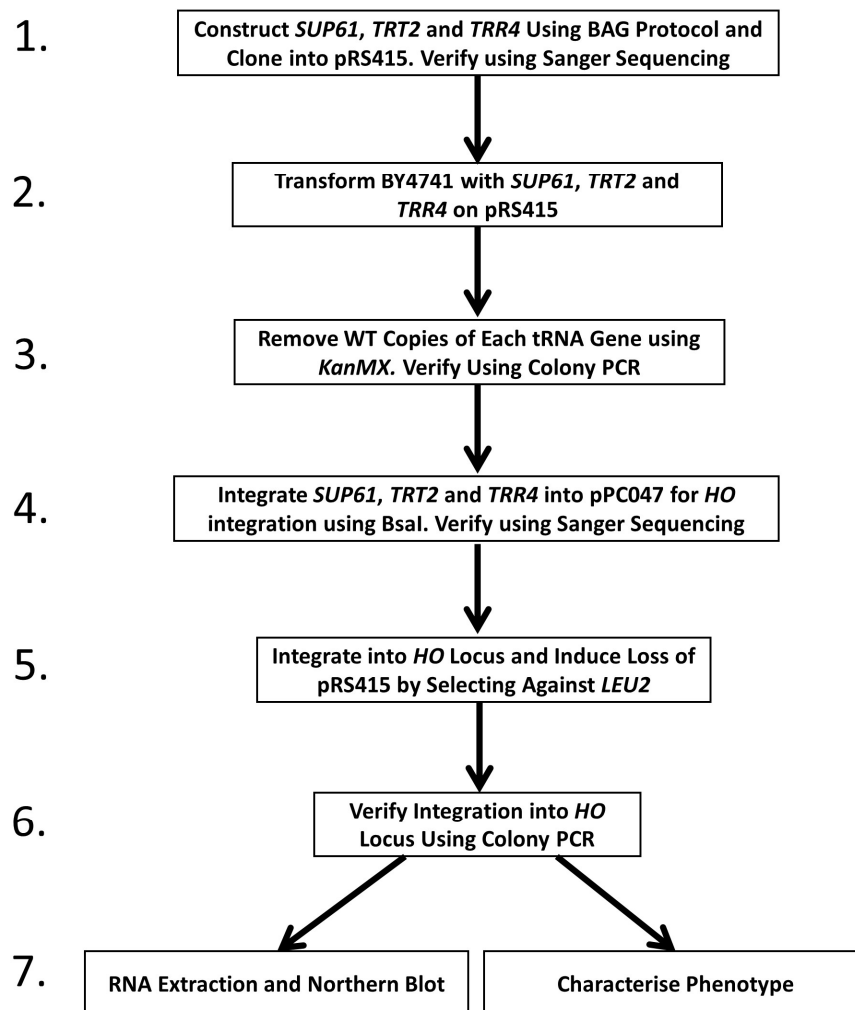 1.
Construct SUP61, TRT2 and TRR4 Using BAG Protocol and
Clone into pRS415. Verify using Sanger Sequencing
2.
Transform BY4741 with SUP61, TRT2 and
TRR4 on pRS415
3.
Remove WT Copies of Each tRNA Gene using
KanMX. Verify Using Colony PCR
4.
Integrate SUP61, TRT2 and TRR4 into pPC047 for HO
integration using BsaI. Verify using Sanger Sequencing
5.
Integrate into HO Locus and Induce Loss of
pRS415 by Selecting Against LEU2
6.
Verify Integration into HO
Locus Using Colony PCR
7.
RNA Extraction and Northern Blot
Characterise Phenotype